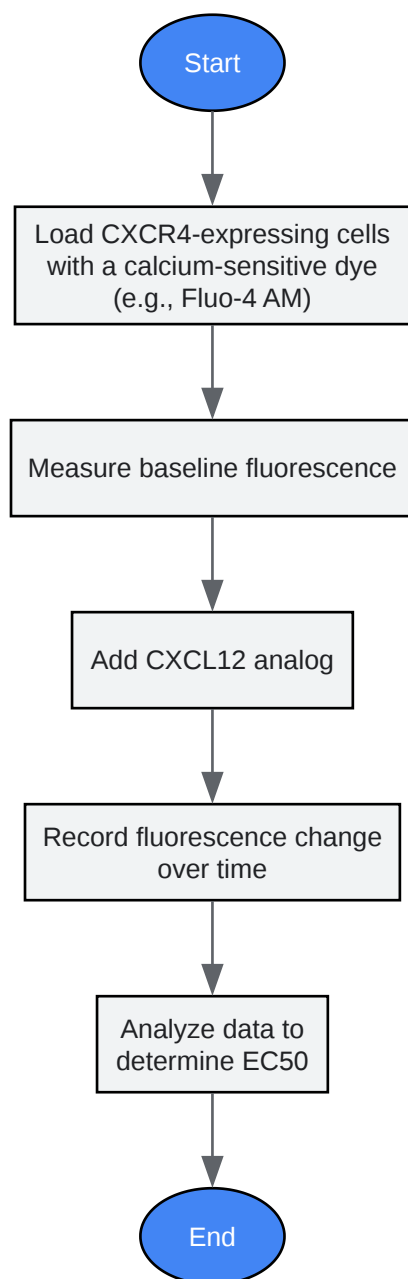 Start
Load CXCR4-expressing cells
with a calcium-sensitive dye
(e.g., Fluo-4 AM)
Measure baseline fluorescence
Add CXCL12 analog
Record fluorescence change
over time
Analyze data to
determine EC50
End